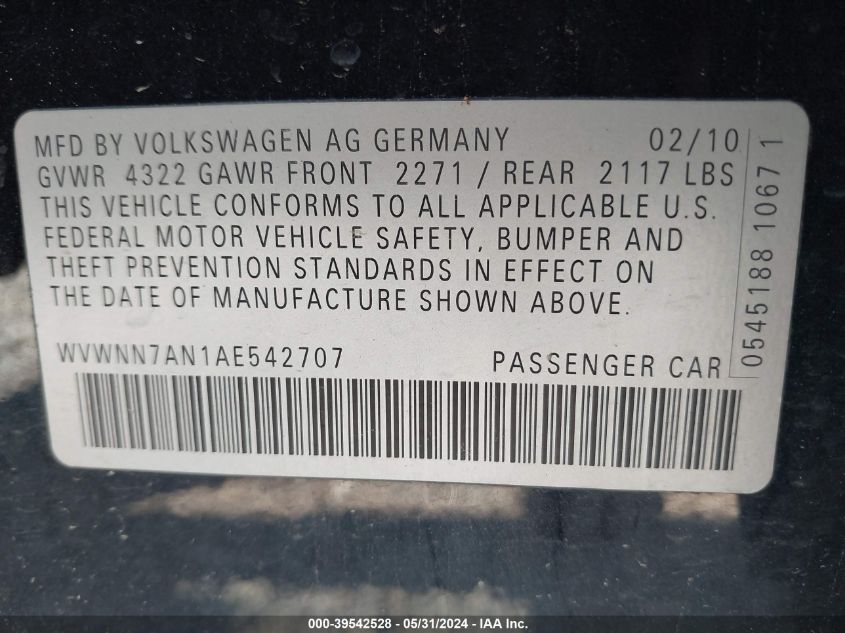 MFD BY VOLKSWAGEN AG GERMANY 02/10
GVWR 4322 GAWR FRONT 2271 / REAR 2117 LBS
THIS VEHICLE CONFORMS TO ALL APPLICABLE U.S.
FEDERAL MOTOR VEHICLE SAFETY, BUMPER AND
THEFT PREVENTION STANDARDS IN EFFECT ON
THE DATE OF MANUFACTURE SHOWN ABOVE.
WVWNN7AN1AE542707 PASSENGER CAR
0545188 1067 1
000-39542528 - 05/31/2024 - IAA Inc.